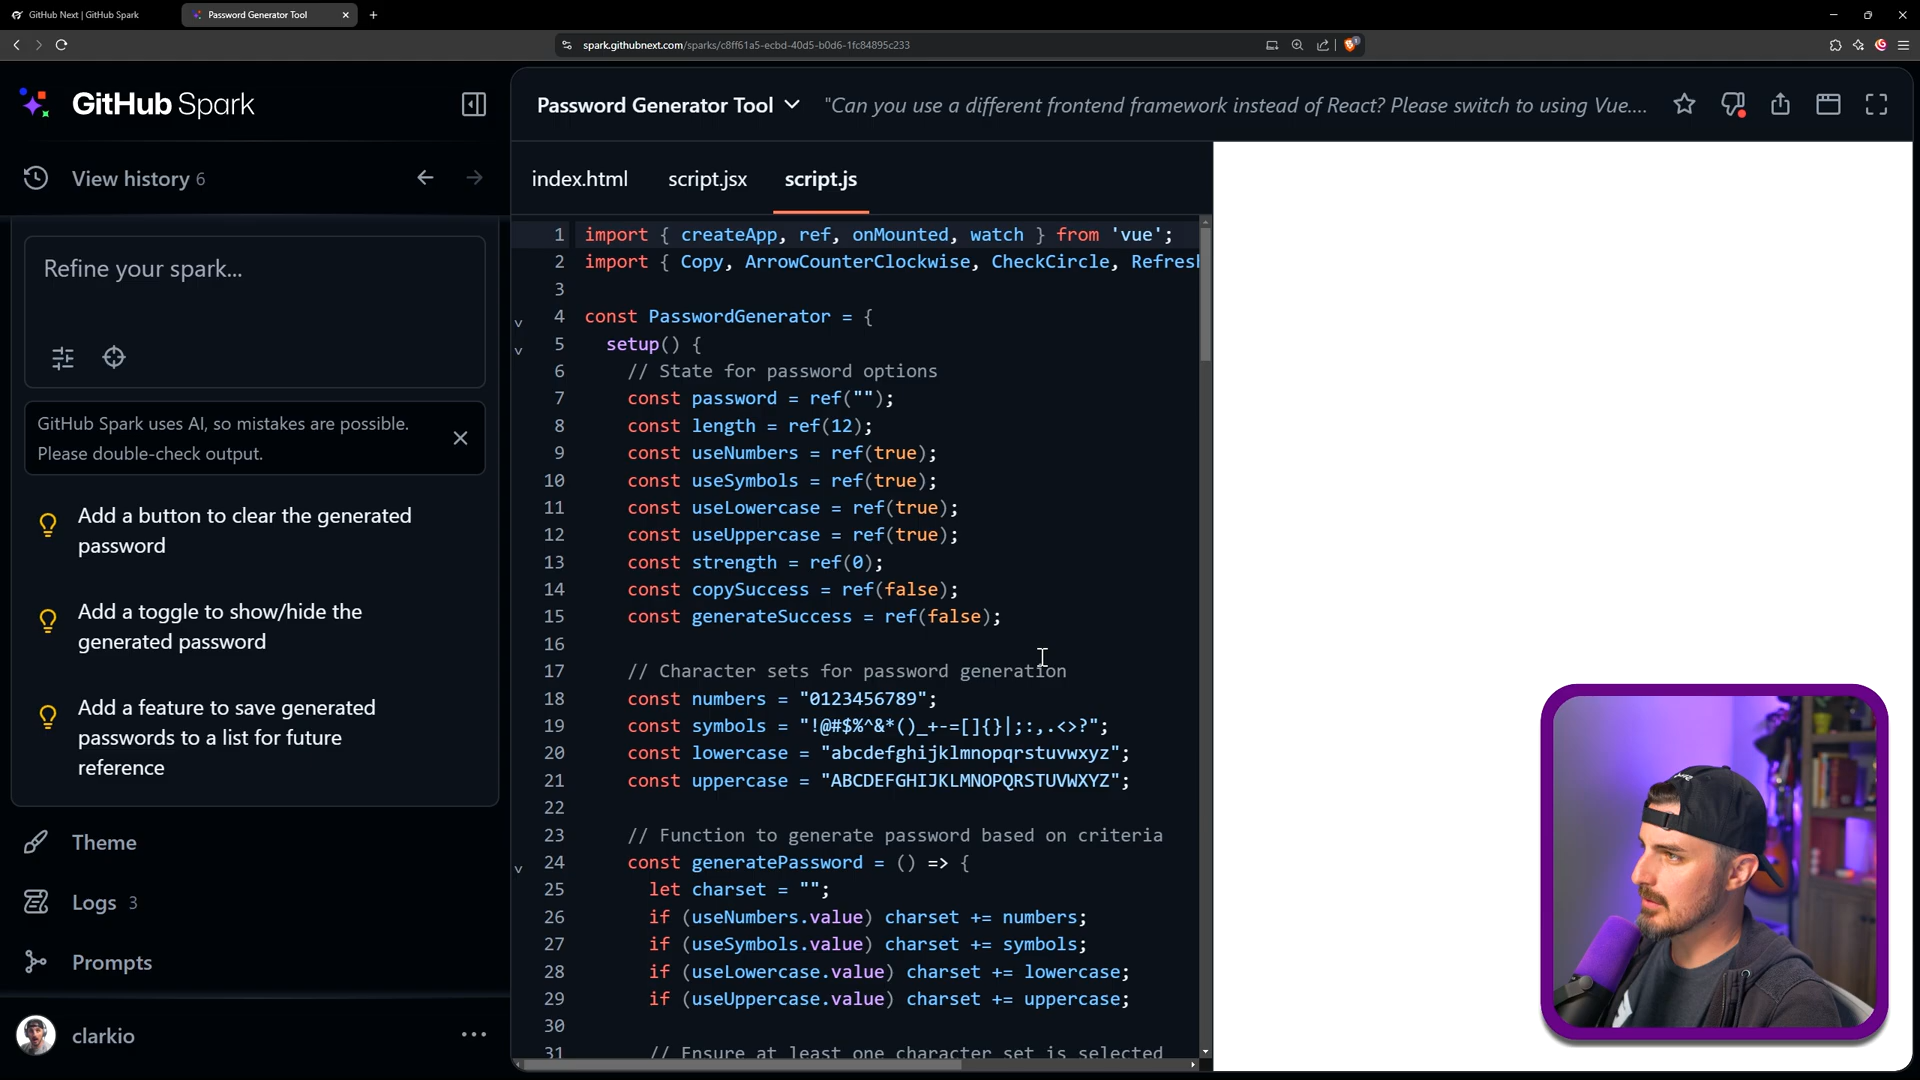 GitHub Next | GitHub Spark
Password Generator Tool
spark.githubnext.com/sparks/c8ff61a5-ecbd-40d5-b0d6-1fc84895c233
GitHub Spark
Password Generator Tool
"Can you use a different frontend framework instead of React? Please switch to using Vue....
View history 6
index.html
script.jsx
script.js
Refine your spark...
GitHub Spark uses AI, so mistakes are possible.
Please double-check output.
Add a button to clear the generated
password
Add a toggle to show/hide the
generated password
Add a feature to save generated
passwords to a list for future
reference
Theme
Logs 3
Prompts
clarkio
1 import { createApp, ref, onMounted, watch } from 'vue';
2 import { Copy, ArrowCounterClockwise, CheckCircle, Refresh
3
4 const PasswordGenerator = {
5 setup() {
6 // State for password options
7 const password = ref("");
8 const length = ref(12);
9 const useNumbers = ref(true);
10 const useSymbols = ref(true);
11 const useLowercase = ref(true);
12 const useUppercase = ref(true);
13 const strength = ref(0);
14 const copySuccess = ref(false);
15 const generateSuccess = ref(false);
16
17 // Character sets for password generation
18 const numbers = "0123456789";
19 const symbols = "!@#$%^&*()_+-=[]{}|;:,.<>?";
20 const lowercase = "abcdefghijklmnopqrstuvwxyz";
21 const uppercase = "ABCDEFGHIJKLMNOPQRSTUVWXYZ";
22
23 // Function to generate password based on criteria
24 const generatePassword = () => {
25 let charset = "";
26 if (useNumbers.value) charset += numbers;
27 if (useSymbols.value) charset += symbols;
28 if (useLowercase.value) charset += lowercase;
29 if (useUppercase.value) charset += uppercase;
30
31 // Ensure at least one character set is selected